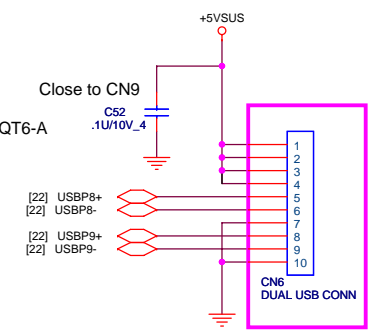 +5VSUS
Close to CN9
C52
.1U/10V_4
QT6-A
1
2
3
4
[22] USBP8+ 5
[22] USBP8- 6
7
[22] USBP9+ 8
[22] USBP9- 9
10
CN6
DUAL USB CONN